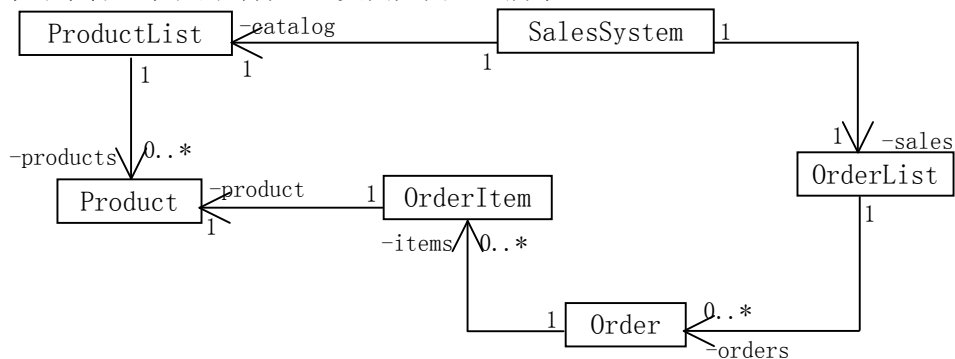 ProductList
-catalog
SalesSystem
1
1
1
1
-products
0..*
1
-sales
Product
-product
1
OrderItem
OrderList
1
-items
0..*
1
1
Order
0..*
-orders